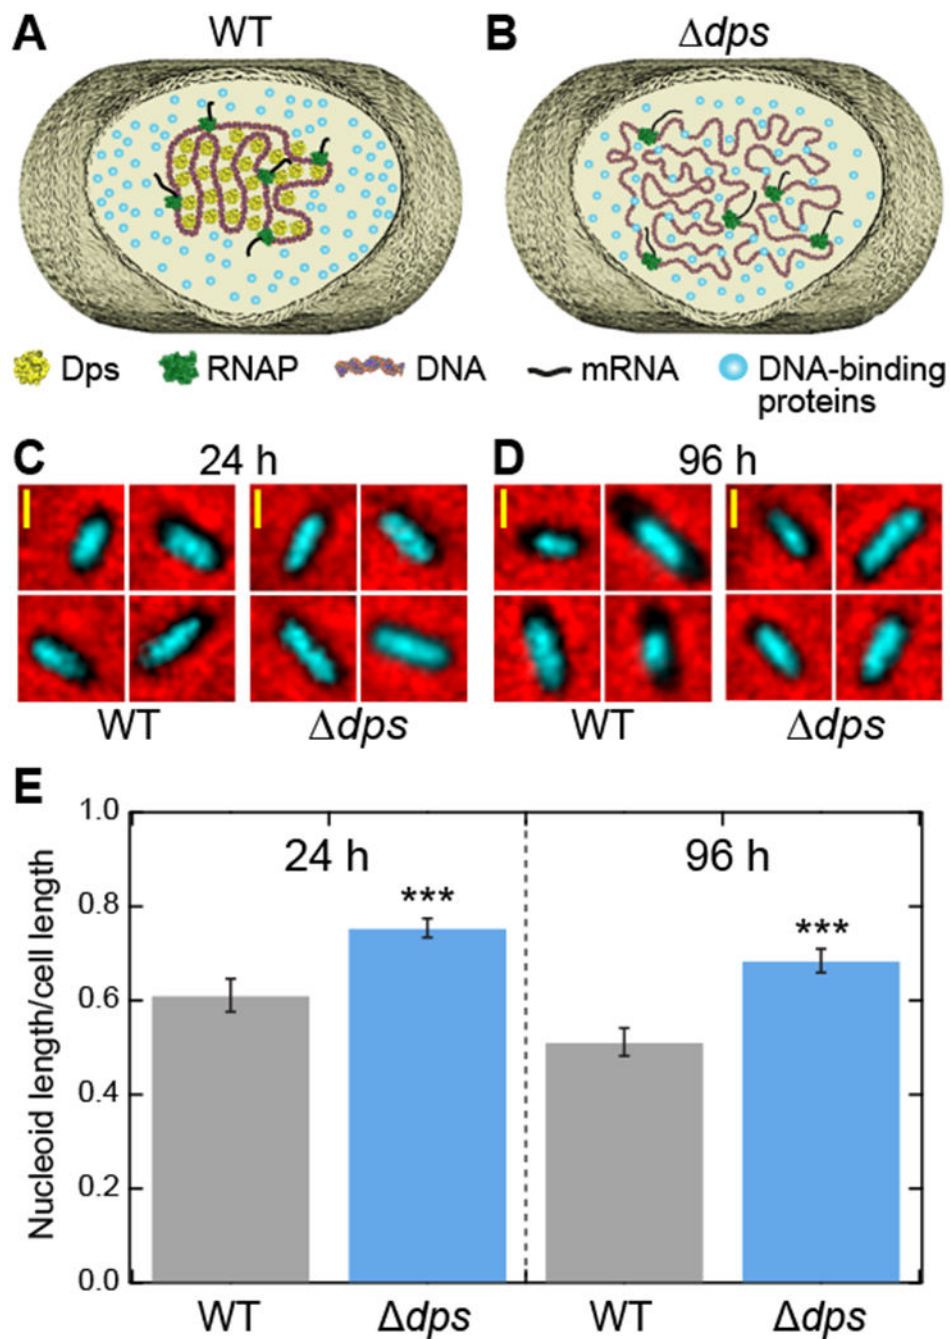 A WT
B Δdps
Dps
RNAP
DNA
mRNA
DNA-binding
proteins
C 24 h
D 96 h
WT Δdps
WT Δdps
E
Nucleoid length/cell length
1.0
0.8
0.6
0.4
0.2
0.0
24 h
96 h
***
***
WT Δdps WT Δdps